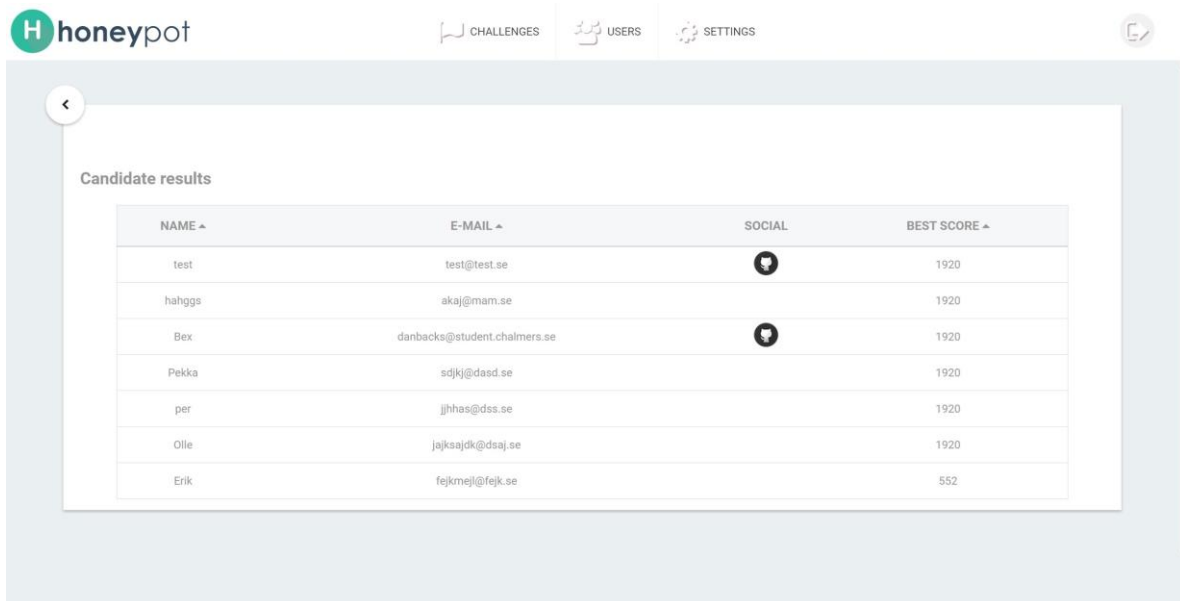 H honeypot
CHALLENGES USERS SETTINGS
Candidate results
NAME E-MAIL SOCIAL BEST SCORE
test test@test.se 1920
hahggs akaj@mam.se 1920
Bex danbacks@student.chalmers.se 1920
Pekka sdjkj@dasd.se 1920
per jjhhas@dss.se 1920
Olle jajksajdk@dsaj.se 1920
Erik fejkmejl@fejk.se 552